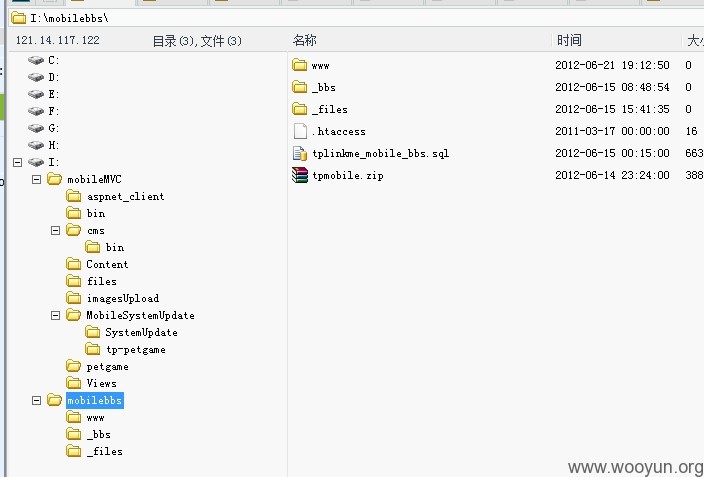 I:\mobilebbs\
121.14.117.122 目录(3),文件(3) 名称 时间
C:
D:
E:
F:
G:
H:
I:
mobileMVC
aspnet_client
bin
cms
bin
Content
files
imagesUpload
MobileSystemUpdate
SystemUpdate
tp-petgame
petgame
Views
mobilebbs
www
_bbs
_files
www 2012-06-21 19:12:50 0
_bbs 2012-06-15 08:48:54 0
_files 2012-06-15 15:41:35 0
.htaccess 2011-03-17 00:00:00 16
tplinkme_mobile_bbs.sql 2012-06-15 00:15:00 663
tpmobile.zip 2012-06-14 23:24:00 388
www.wooyun.org